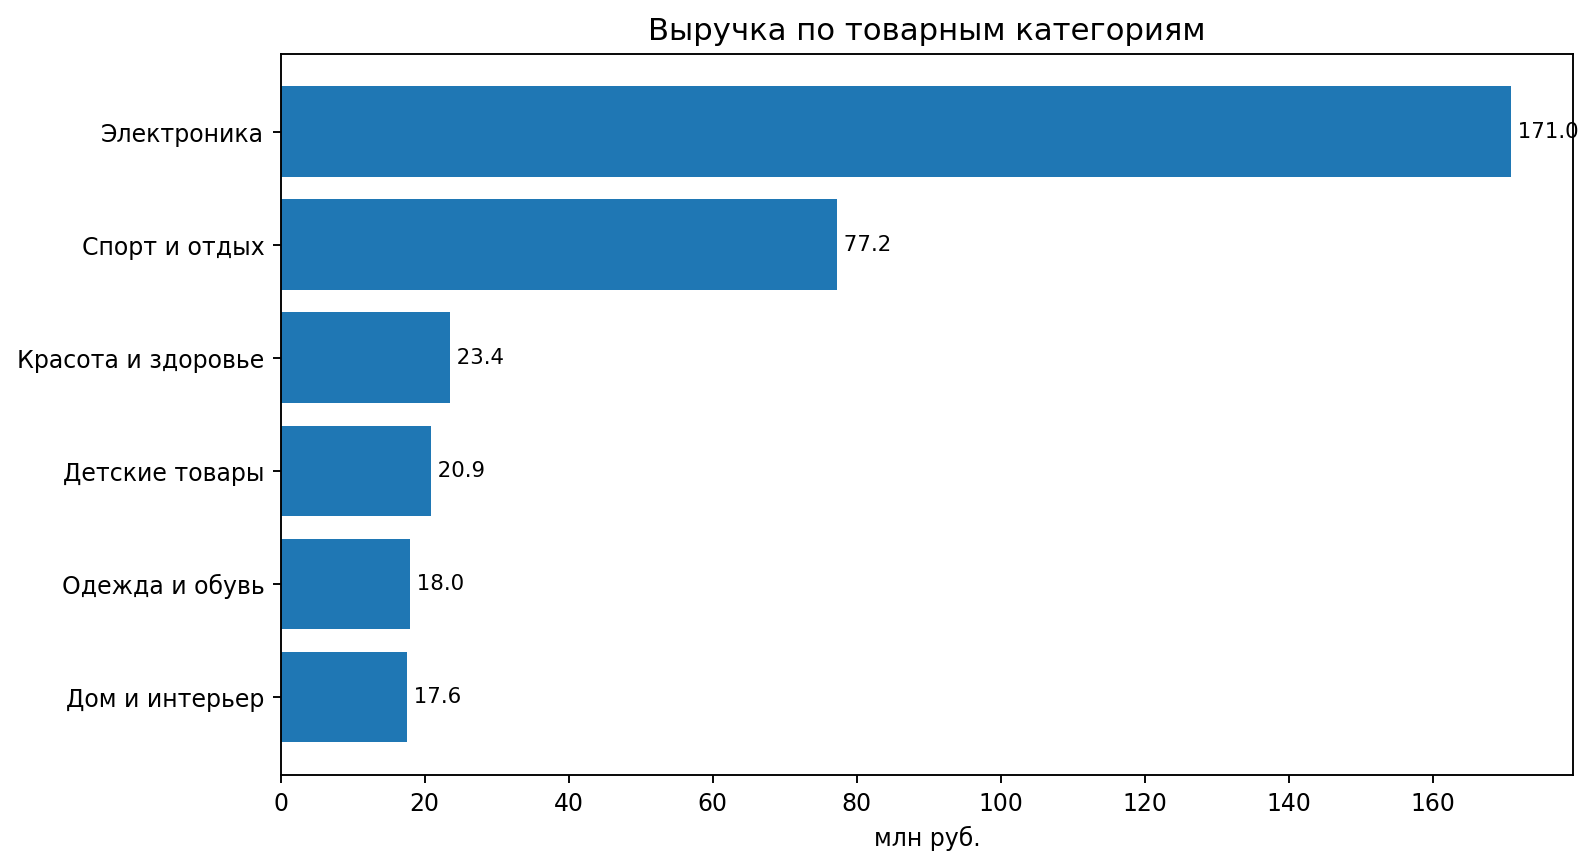 Выручка по товарным категориям
Электроника 171.0
Спорт и отдых 77.2
Красота и здоровье 23.4
Детские товары 20.9
Одежда и обувь 18.0
Дом и интерьер 17.6
0 20 40 60 80 100 120 140 160
млн руб.